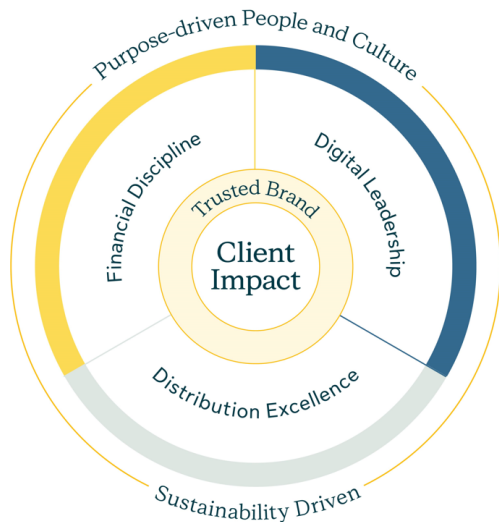 Purpose-driven People and Culture
Financial Discipline
Digital Leadership
Trusted Brand
Client
Impact
Distribution Excellence
Sustainability Driven